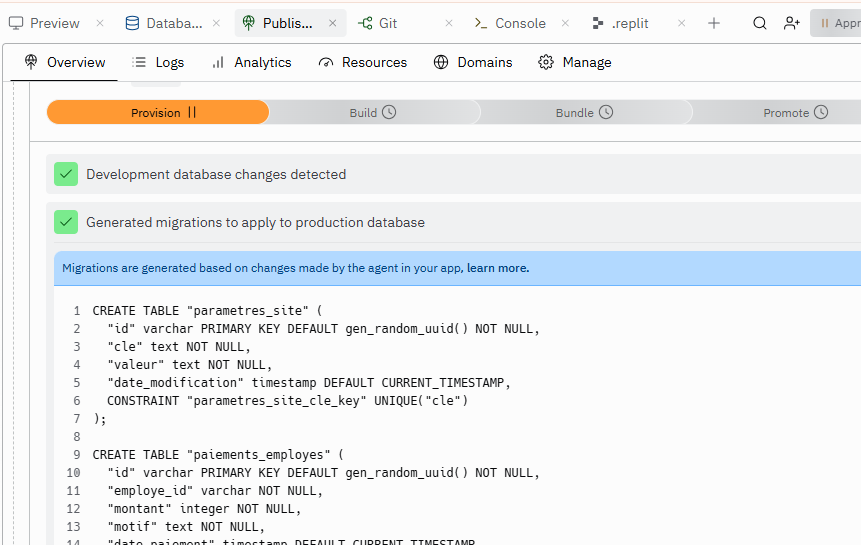 Preview Databa... Publis... Git Console .replit Appr
Overview Logs Analytics Resources Domains Manage
Provision Build Bundle Promote
Development database changes detected
Generated migrations to apply to production database
Migrations are generated based on changes made by the agent in your app, learn more.
1 CREATE TABLE "parametres_site" (
2 "id" varchar PRIMARY KEY DEFAULT gen_random_uuid() NOT NULL,
3 "cle" text NOT NULL,
4 "valeur" text NOT NULL,
5 "date_modification" timestamp DEFAULT CURRENT_TIMESTAMP,
6 CONSTRAINT "parametres_site_cle_key" UNIQUE("cle")
7 );
8
9 CREATE TABLE "paiements_employes" (
10 "id" varchar PRIMARY KEY DEFAULT gen_random_uuid() NOT NULL,
11 "employe_id" varchar NOT NULL,
12 "montant" integer NOT NULL,
13 "motif" text NOT NULL,
14 "date_paiement" timestamp DEFAULT CURRENT_TIMESTAMP